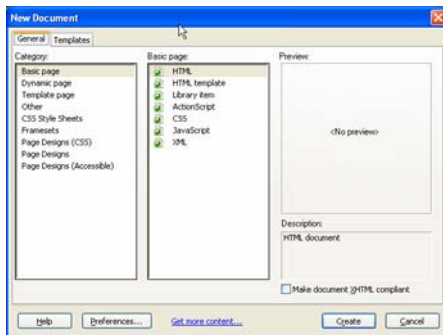 New Document
General Templates
Category:
Basic page
Dynamic page
Template page
Other
CSS Style Sheets
Framesets
Page Designs (CSS)
Page Designs
Page Designs (Accessible)
Basic page:
HTML
HTML template
Library item
ActionScript
CSS
JavaScript
XML
Preview:
<No preview>
Description:
HTML document
Make document XHTML compliant
Help Preferences... Get more content... Create Cancel